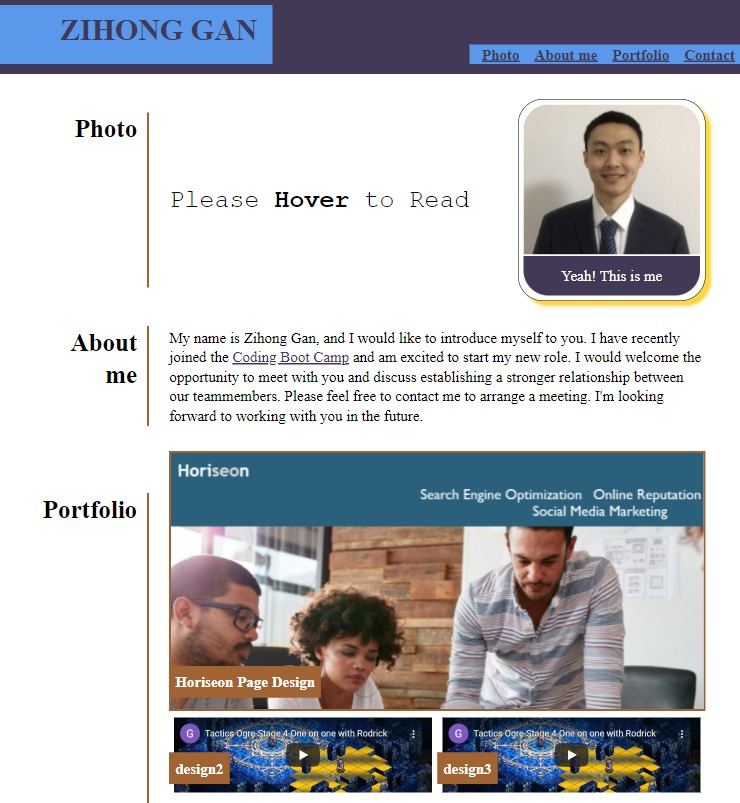 ZIHONG GAN
Photo About me Portfolio Contact
Photo
Please Hover to Read
Yeah! This is me
About
me
My name is Zihong Gan, and I would like to introduce myself to you. I have recently
joined the Coding Boot Camp and am excited to start my new role. I would welcome the
opportunity to meet with you and discuss establishing a stronger relationship between
our teammembers. Please feel free to contact me to arrange a meeting. I'm looking
forward to working with you in the future.
Portfolio
Horiseon
Search Engine Optimization Online Reputation
Social Media Marketing
Horiseon Page Design
G Tactics Ogre Stage 4 One on one with Rodrick
design2
G Tactics Ogre Stage 4 One on one with Rodrick
design3